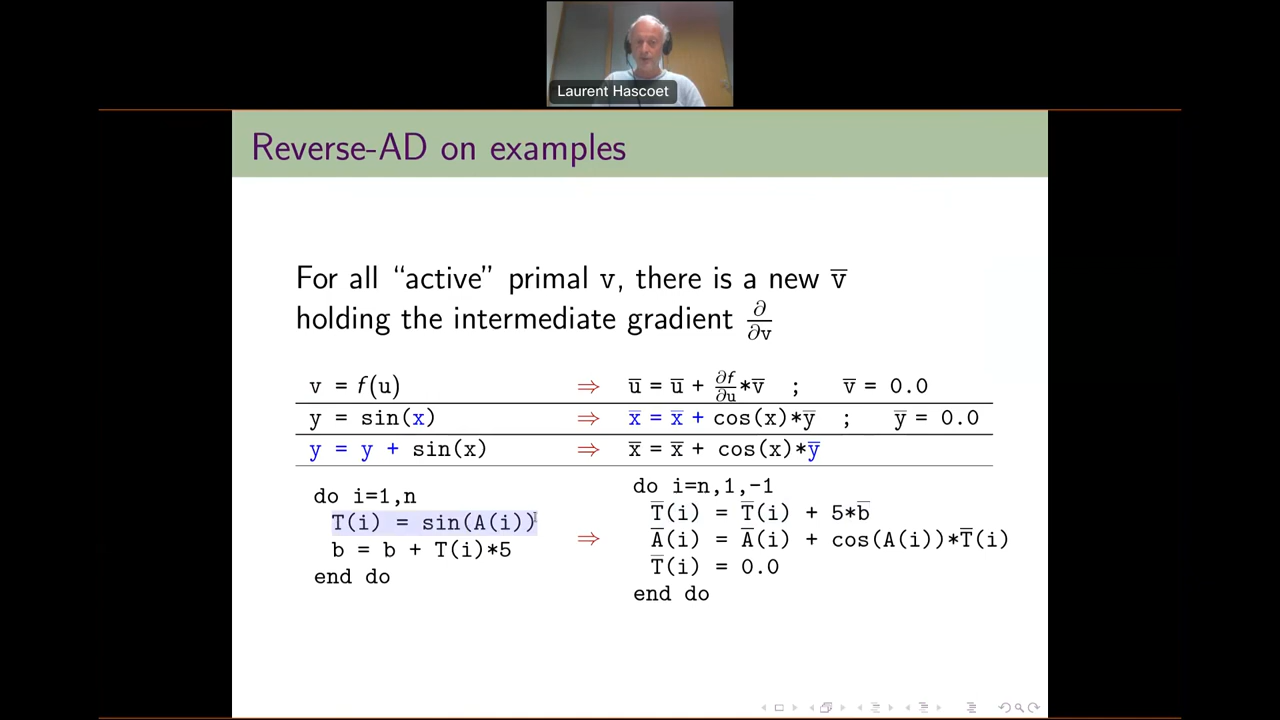 Laurent Hascoet
Reverse-AD on examples
For all “active” primal v, there is a new v̅
holding the intermediate gradient ∂/∂v
v = f(u) ⇒ u̅ = u̅ + ∂f/∂u*v̅ ; v̅ = 0.0
y = sin(x) ⇒ x̅ = x̅ + cos(x)*y̅ ; y̅ = 0.0
y = y + sin(x) ⇒ x̅ = x̅ + cos(x)*y̅
do i=1,n
T(i) = sin(A(i))
b = b + T(i)*5
end do
⇒
do i=n,1,-1
T̅(i) = T̅(i) + 5*b̅
A̅(i) = A̅(i) + cos(A(i))*T̅(i)
T̅(i) = 0.0
end do